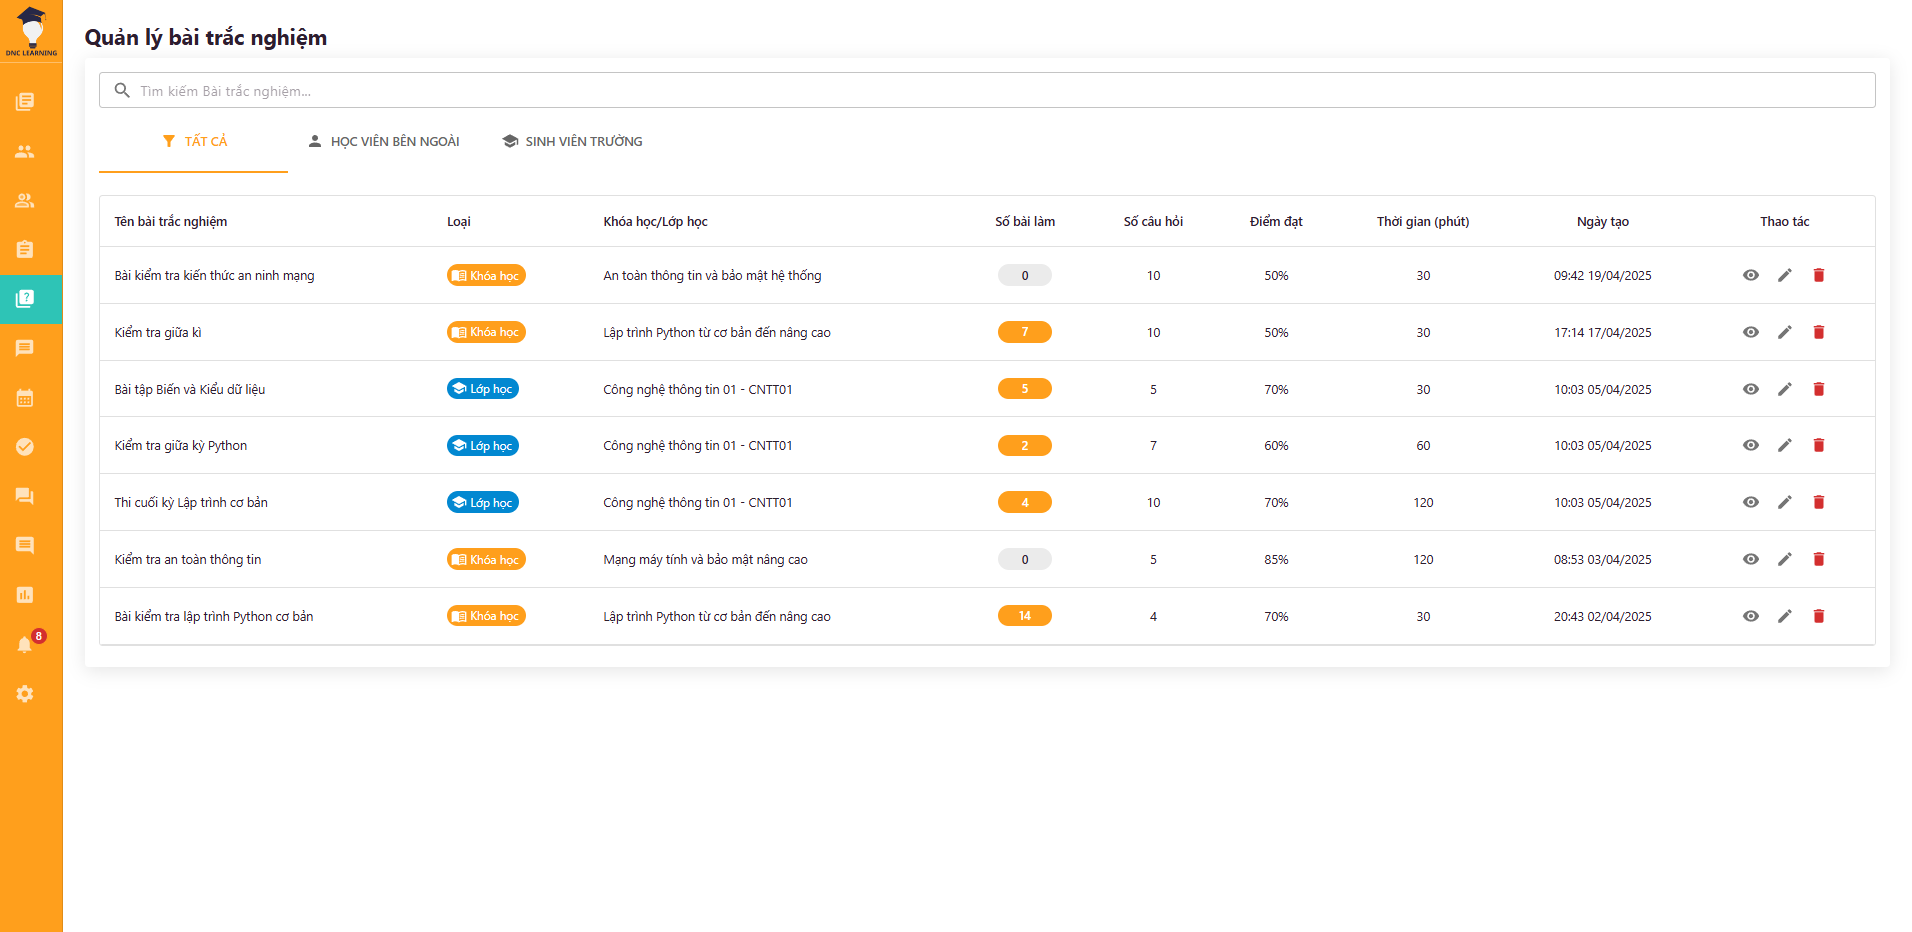 DNC LEARNING
Quản lý bài trắc nghiệm
Tìm kiếm Bài trắc nghiệm...
TẤT CẢ HỌC VIÊN BÊN NGOÀI SINH VIÊN TRƯỜNG
Tên bài trắc nghiệm Loại Khóa học/Lớp học Số bài làm Số câu hỏi Điểm đạt Thời gian (phút) Ngày tạo Thao tác
Bài kiểm tra kiến thức an ninh mạng Khóa học An toàn thông tin và bảo mật hệ thống 0 10 50% 30 09:42 19/04/2025
Kiểm tra giữa kì Khóa học Lập trình Python từ cơ bản đến nâng cao 7 10 50% 30 17:14 17/04/2025
Bài tập Biến và Kiểu dữ liệu Lớp học Công nghệ thông tin 01 - CNTT01 5 5 70% 30 10:03 05/04/2025
Kiểm tra giữa kỳ Python Lớp học Công nghệ thông tin 01 - CNTT01 2 7 60% 60 10:03 05/04/2025
Thi cuối kỳ Lập trình cơ bản Lớp học Công nghệ thông tin 01 - CNTT01 4 10 70% 120 10:03 05/04/2025
Kiểm tra an toàn thông tin Khóa học Mạng máy tính và bảo mật nâng cao 0 5 85% 120 08:53 03/04/2025
Bài kiểm tra lập trình Python cơ bản Khóa học Lập trình Python từ cơ bản đến nâng cao 14 4 70% 30 20:43 02/04/2025
8